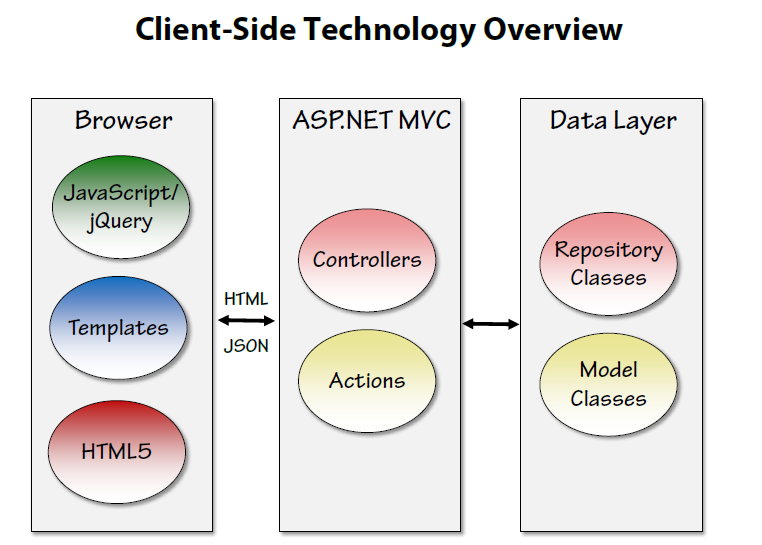 Client-Side Technology Overview
Browser
JavaScript/
jQuery
Templates
HTML5
HTML
JSON
ASP.NET MVC
Controllers
Actions
Data Layer
Repository
Classes
Model
Classes